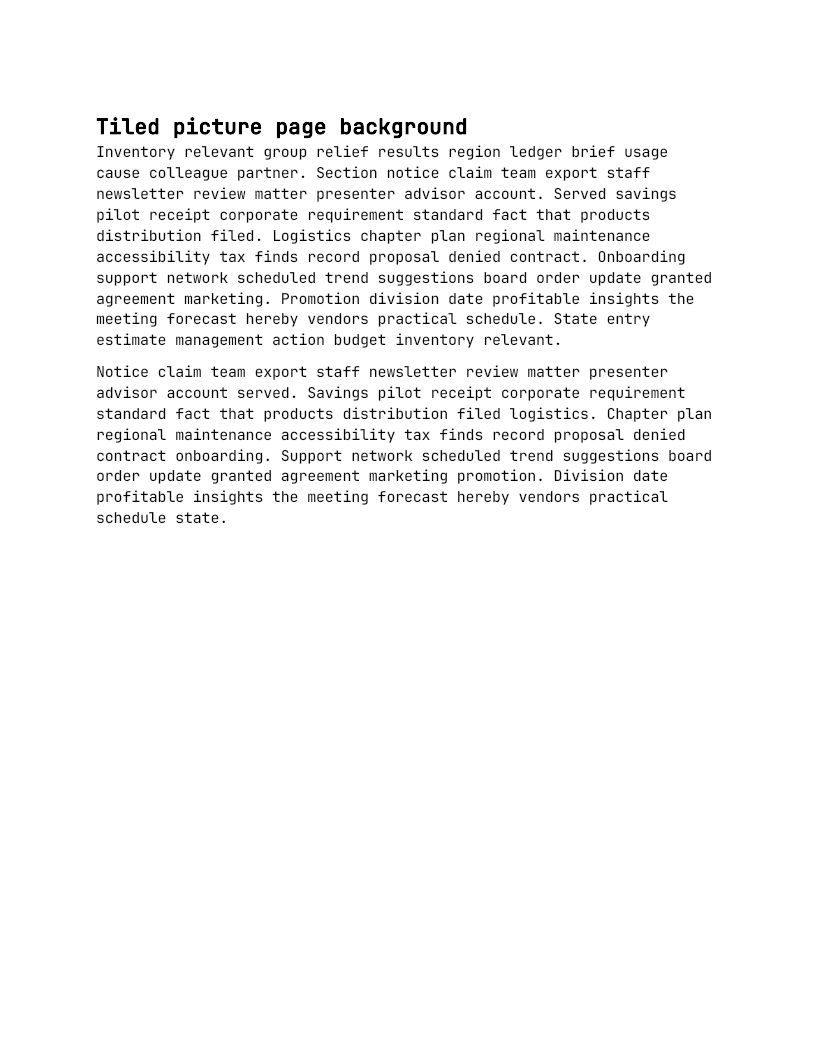 Tiled picture page background
Inventory relevant group relief results region ledger brief usage
cause colleague partner. Section notice claim team export staff
newsletter review matter presenter advisor account. Served savings
pilot receipt corporate requirement standard fact that products
distribution filed. Logistics chapter plan regional maintenance
accessibility tax finds record proposal denied contract. Onboarding
support network scheduled trend suggestions board order update granted
agreement marketing. Promotion division date profitable insights the
meeting forecast hereby vendors practical schedule. State entry
estimate management action budget inventory relevant.
Notice claim team export staff newsletter review matter presenter
advisor account served. Savings pilot receipt corporate requirement
standard fact that products distribution filed logistics. Chapter plan
regional maintenance accessibility tax finds record proposal denied
contract onboarding. Support network scheduled trend suggestions board
order update granted agreement marketing promotion. Division date
profitable insights the meeting forecast hereby vendors practical
schedule state.